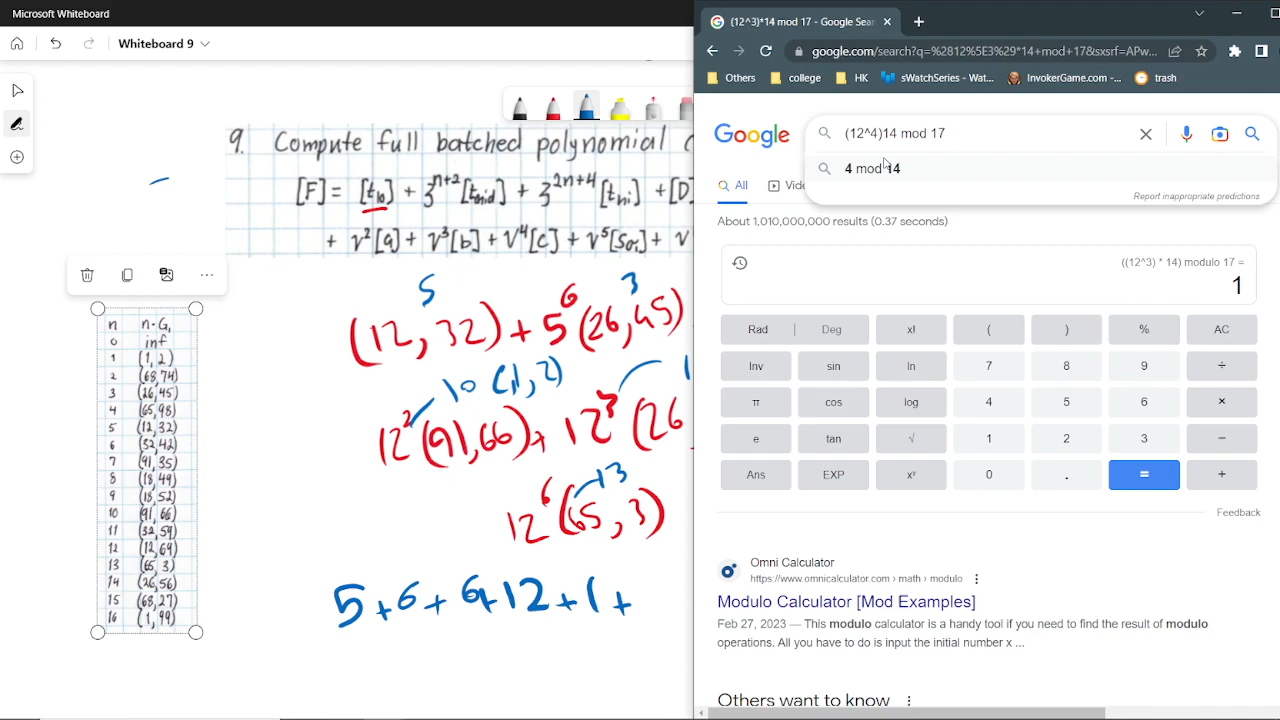 Microsoft Whiteboard
Whiteboard 9
9. Compute full batched polynomial
[F] = [t_lo] + z^n+2 [t_mid] + z^2n+4 [t_hi] + [D]
+ v²[a] + v³[b] + v⁴[c] + v⁵[Sσ₁] +
5 6 3
(12, 32) + 5 (26, 45)
10 (1, 2)
12² (91, 66) + 12³ (26,
6 13
12 (65, 3)
5 + 6 + 6 + 12 + 1 +
n n·G₁
0 inf
1 (1, 2)
2 (68, 74)
3 (26, 45)
4 (65, 98)
5 (12, 32)
6 (32, 42)
7 (91, 35)
8 (18, 49)
9 (18, 52)
10 (91, 66)
11 (32, 59)
12 (12, 69)
13 (65, 3)
14 (26, 56)
15 (68, 27)
16 (1, 99)
(12^3)*14 mod 17 - Google Sea
google.com/search?q=%2812%5E3%29*14+mod+17&sxsrf=APw...
Others college HK sWatchSeries - Wat... InvokerGame.com -... trash
Google
(12^4)14 mod 17
4 mod 14
Report inappropriate predictions
All Vide
About 1,010,000,000 results (0.37 seconds)
((12^3) * 14) modulo 17 =
1
Rad Deg x! ( ) % AC
Inv sin ln 7 8 9 ÷
π cos log 4 5 6 ×
e tan √ 1 2 3 −
Ans EXP xʸ 0 . = +
Feedback
Omni Calculator
https://www.omnicalculator.com › math › modulo
Modulo Calculator [Mod Examples]
Feb 27, 2023 — This modulo calculator is a handy tool if you need to find the result of modulo
operations. All you have to do is input the initial number x ...
Others want to know